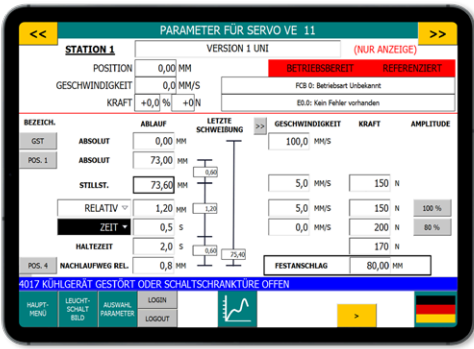 << PARAMETER FÜR SERVO VE 11 >>
STATION 1 VERSION 1 UNI (NUR ANZEIGE)
POSITION 0,00 MM BETRIEBSBEREIT REFERENZIERT
GESCHWINDIGKEIT 0,0 MM/S FCB 0: Betriebsart Unbekannt
KRAFT +0,0 % +0 N E0.0: Kein Fehler vorhanden
BEZEICH. ABLAUF LETZTE SCHWEIßUNG >> GESCHWINDIGKEIT KRAFT AMPLITUDE
GST ABSOLUT 0,00 MM 100,0 MM/S
POS. 1 ABSOLUT 73,00 MM
0,60
STILLST. 73,60 MM 5,0 MM/S 150 N
RELATIV 1,20 MM 1,20 5,0 MM/S 150 N 100 %
ZEIT 0,5 S 0,0 MM/S 200 N 80 %
HALTEZEIT 2,0 S 0,60 75,40 170 N
POS. 4 NACHLAUFWEG REL. 0,8 MM FESTANSCHLAG 80,00 MM
4017 KÜHLGERÄT GESTÖRT ODER SCHALTSCHRANKTÜRE OFFEN
HAUPT-
MENÜ
LEUCHT-
SCHALT
BILD
AUSWAHL
PARAMETER
LOGIN
LOGOUT
>